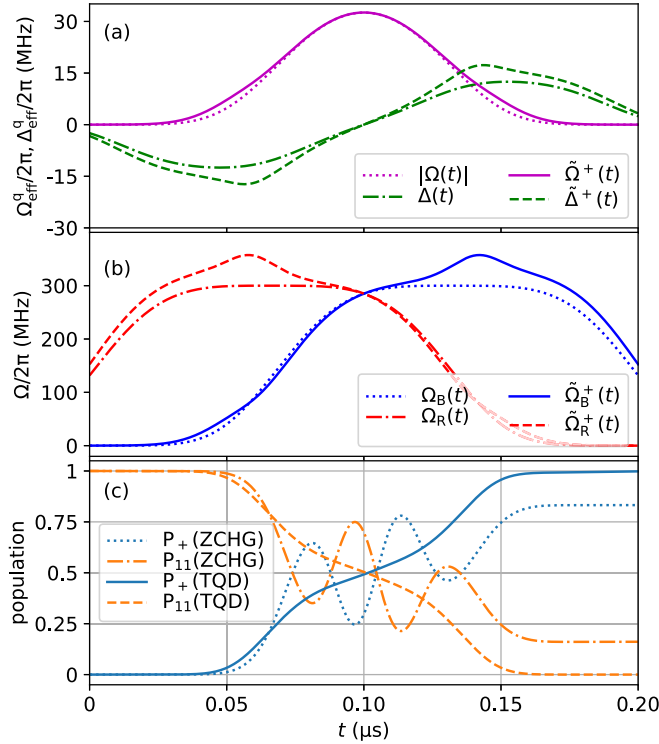 (a)
Ω_eff^q/2π, Δ_eff^q/2π (MHz)
30
15
0
-15
-30
|Ω(t)|
Δ(t)
Ω̃⁺(t)
Δ̃⁺(t)
(b)
Ω/2π (MHz)
300
200
100
0
Ω_B(t)
Ω_R(t)
Ω̃_B⁺(t)
Ω̃_R⁺(t)
(c)
population
1
0.75
0.5
0.25
0
P₊(ZCHG)
P₁₁(ZCHG)
P₊(TQD)
P₁₁(TQD)
0
0.05
0.10
0.15
0.20
t (μs)